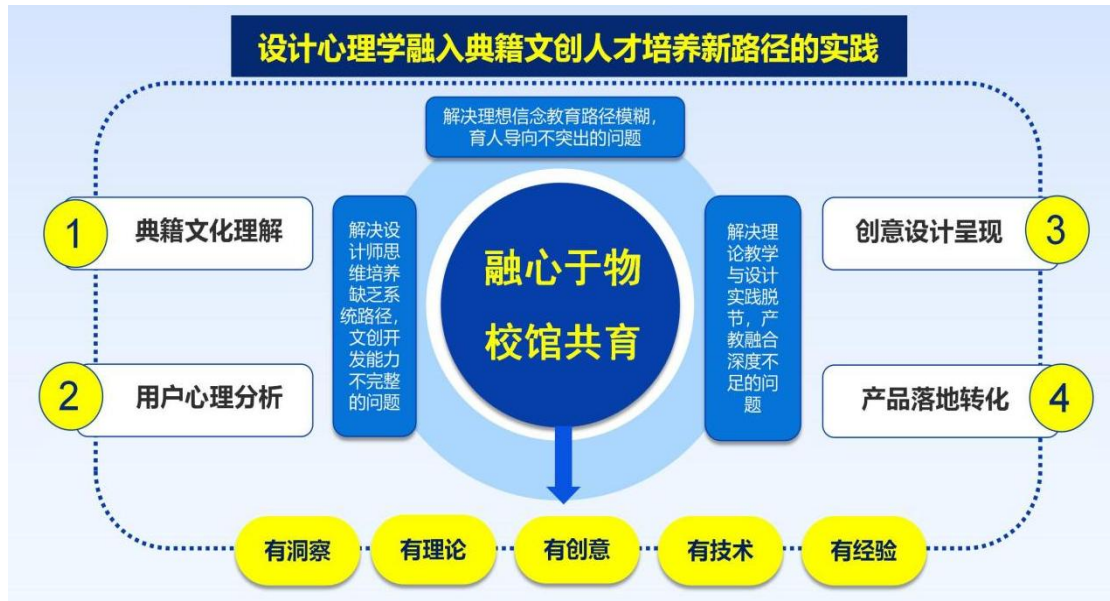 设计心理学融入典籍文创人才培养新路径的实践
解决理想信念教育路径模糊，
育人导向不突出的问题
1
典籍文化理解
2
用户心理分析
解决设
计师思
维培养
缺乏系
统路径，
文创开
发能力
不完整
的问题
融心于物
校馆共育
解决理
论教学
与设计
实践脱
节，产
教融合
深度不
足的问
题
创意设计呈现
3
产品落地转化
4
有洞察
有理论
有创意
有技术
有经验